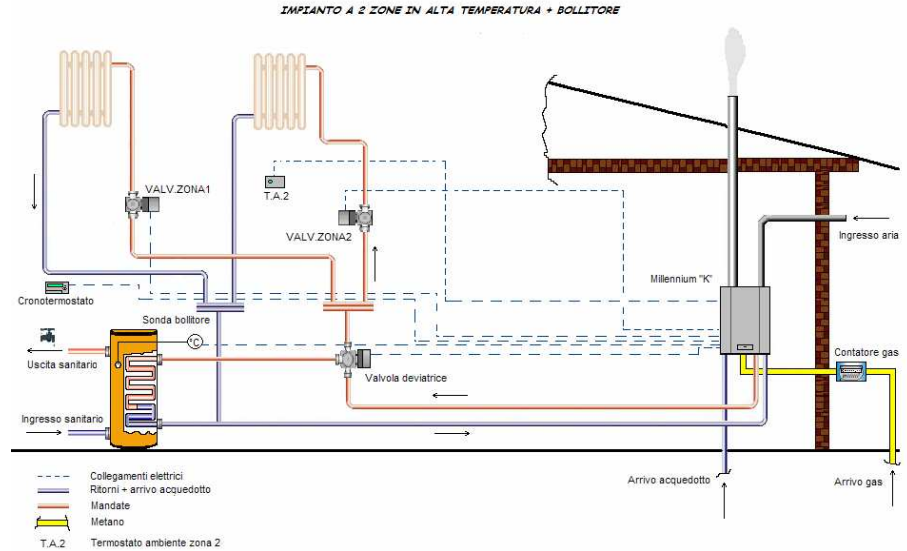 IMPIANTO A 2 ZONE IN ALTA TEMPERATURA + BOLLITORE
VALV.ZONA1
T.A.2
VALV.ZONA2
Ingresso aria
Millennium "K"
Cronotermostato
Sonda bollitore
°C
Uscita sanitario
Valvola deviatrice
Contatore gas
Ingresso sanitario
Arrivo acquedotto
Arrivo gas
Collegamenti elettrici
Ritorni + arrivo acquedotto
Mandate
Metano
T.A.2 Termostato ambiente zona 2